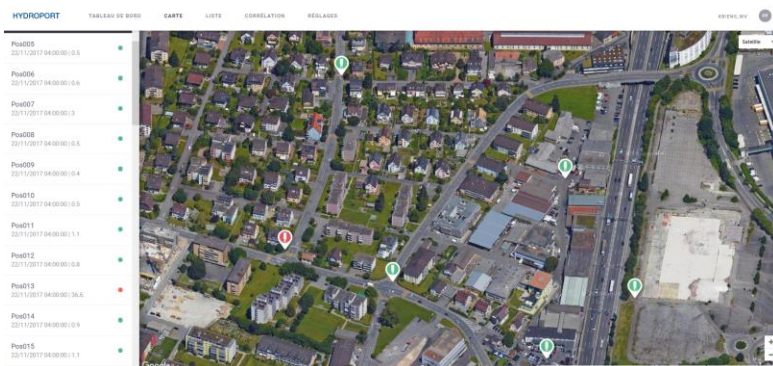 HYDROPORT
TABLEAU DE BORD
CARTE
LISTE
CORRÉLATION
RÉGLAGES
Satellite
Pos005
22/11/2017 04:00:00 | 0.5
Pos006
22/11/2017 04:00:00 | 0.6
Pos007
22/11/2017 04:00:00 | 3
Pos008
22/11/2017 04:00:00 | 0.5
Pos009
22/11/2017 04:00:00 | 0.4
Pos010
22/11/2017 04:00:00 | 0.5
Pos011
22/11/2017 04:00:00 | 1.1
Pos012
22/11/2017 04:00:00 | 0.8
Pos013
22/11/2017 04:00:00 | 36.6
Pos014
22/11/2017 04:00:00 | 0.9
Pos015
22/11/2017 04:00:00 | 1.1
Google